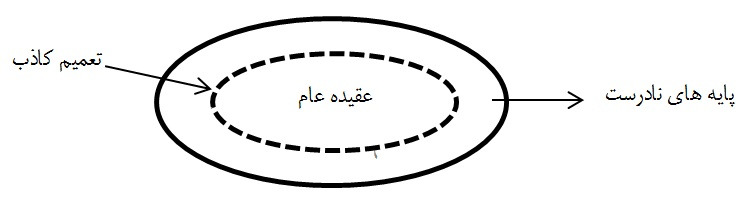 تعمیم کاذب
عقیده عام
پایه های نادرست